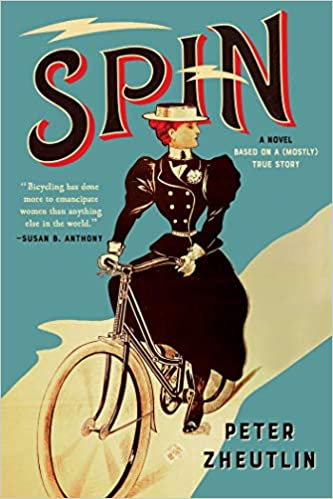 SPIN
A NOVEL
BASED ON A (MOSTLY)
TRUE STORY
"Bicycling has done
more to emancipate
women than anything
else in the world."
—SUSAN B. ANTHONY
PETER
ZHEUTLIN